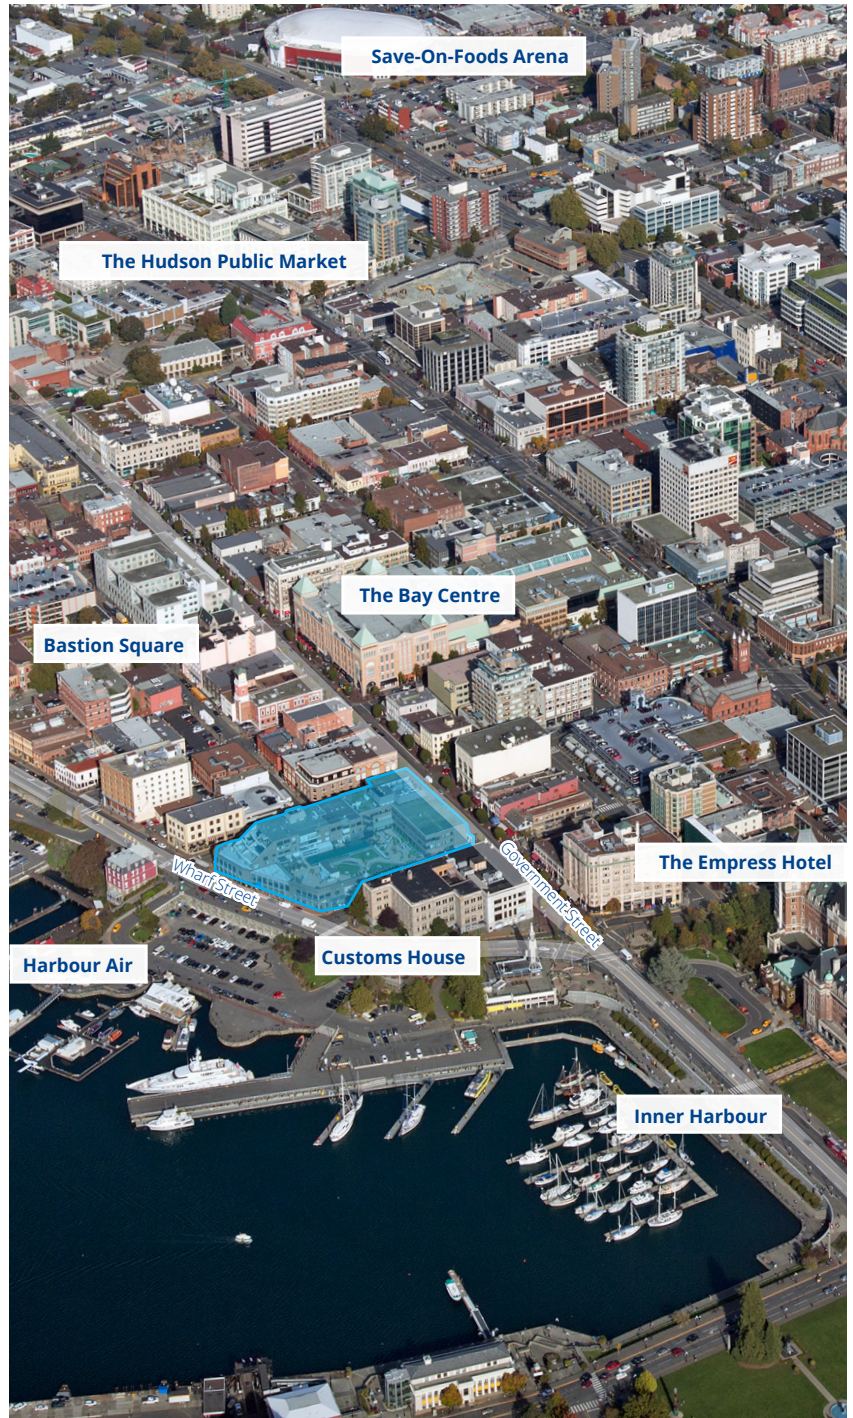 Save-On-Foods Arena
The Hudson Public Market
The Bay Centre
Bastion Square
Government Street
The Empress Hotel
Wharf Street
Customs House
Harbour Air
Inner Harbour